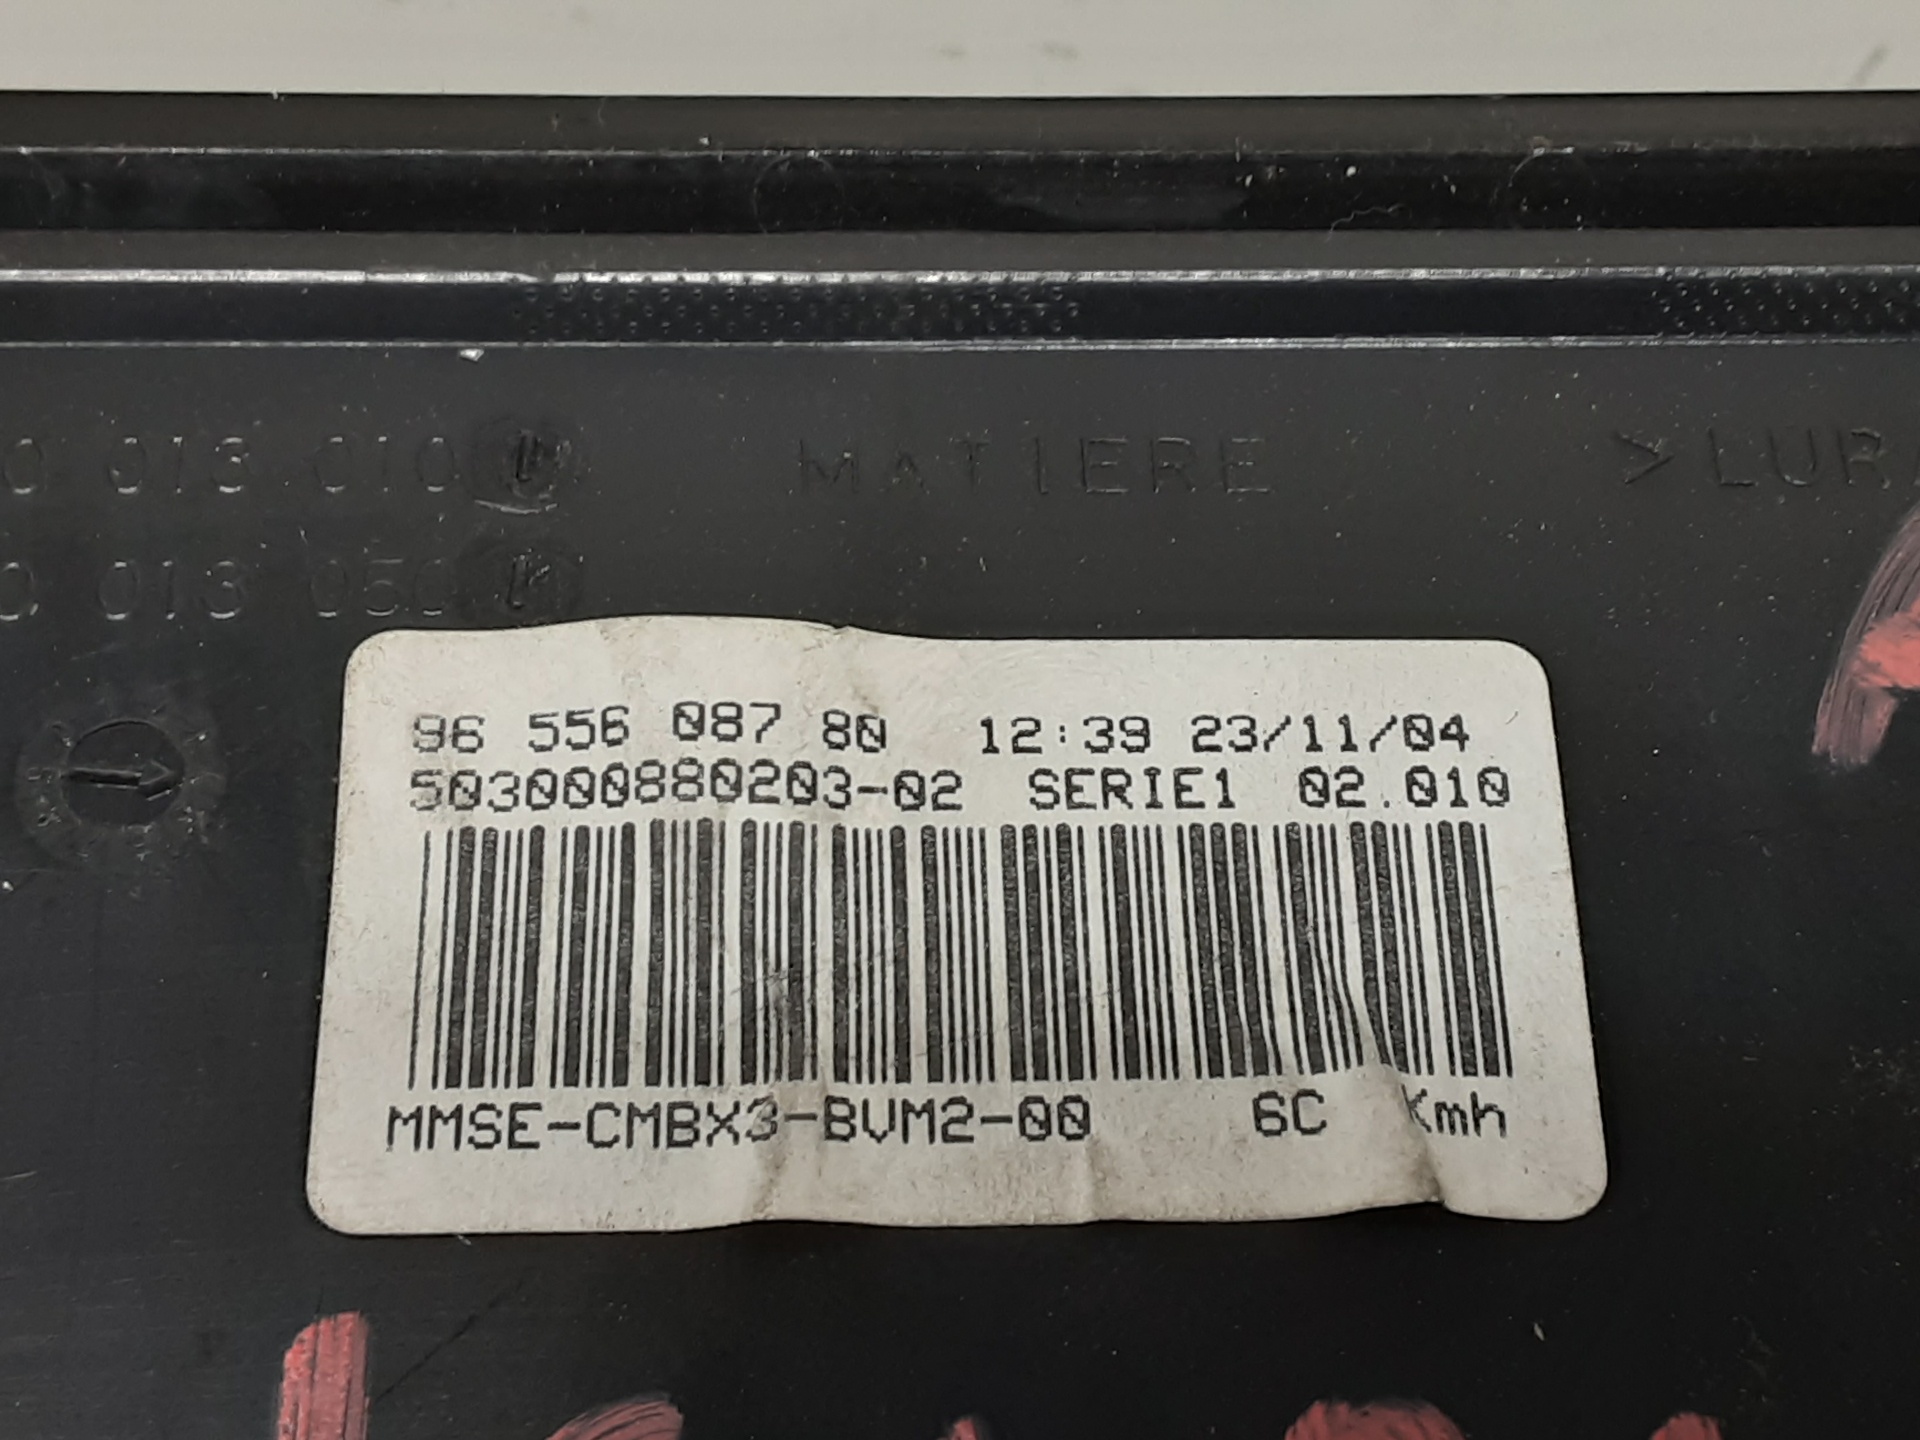 0 013 010 MATIERE >LUR
0 013 050
96 556 087 80 12:39 23/11/04
503000880203-02 SERIE1 02.010
MMSE-CMBX3-BVM2-00 6C Kmh